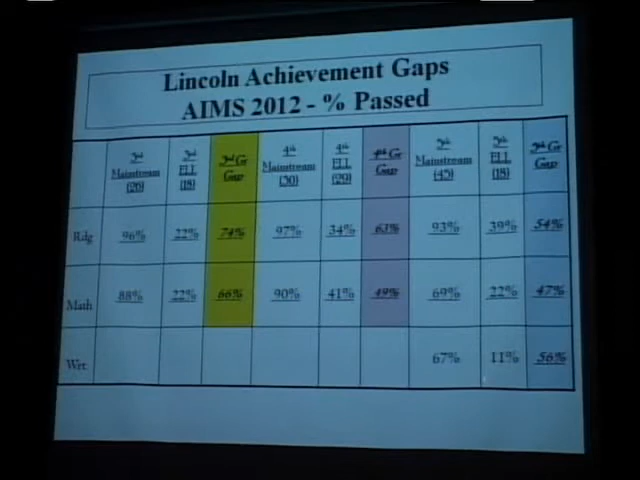 Lincoln Achievement Gaps
AIMS 2012 - % Passed
3rd Mainstream (26) 3rd ELL (18) 3rd Gr Gap 4th Mainstream (30) 4th ELL (29) 4th Gr Gap 5th Mainstream (45) 5th ELL (18) 5th Gr Gap
Rdg 96% 22% 74% 97% 34% 63% 93% 39% 54%
Math 88% 22% 66% 90% 41% 49% 69% 22% 47%
Wrt 67% 11% 56%